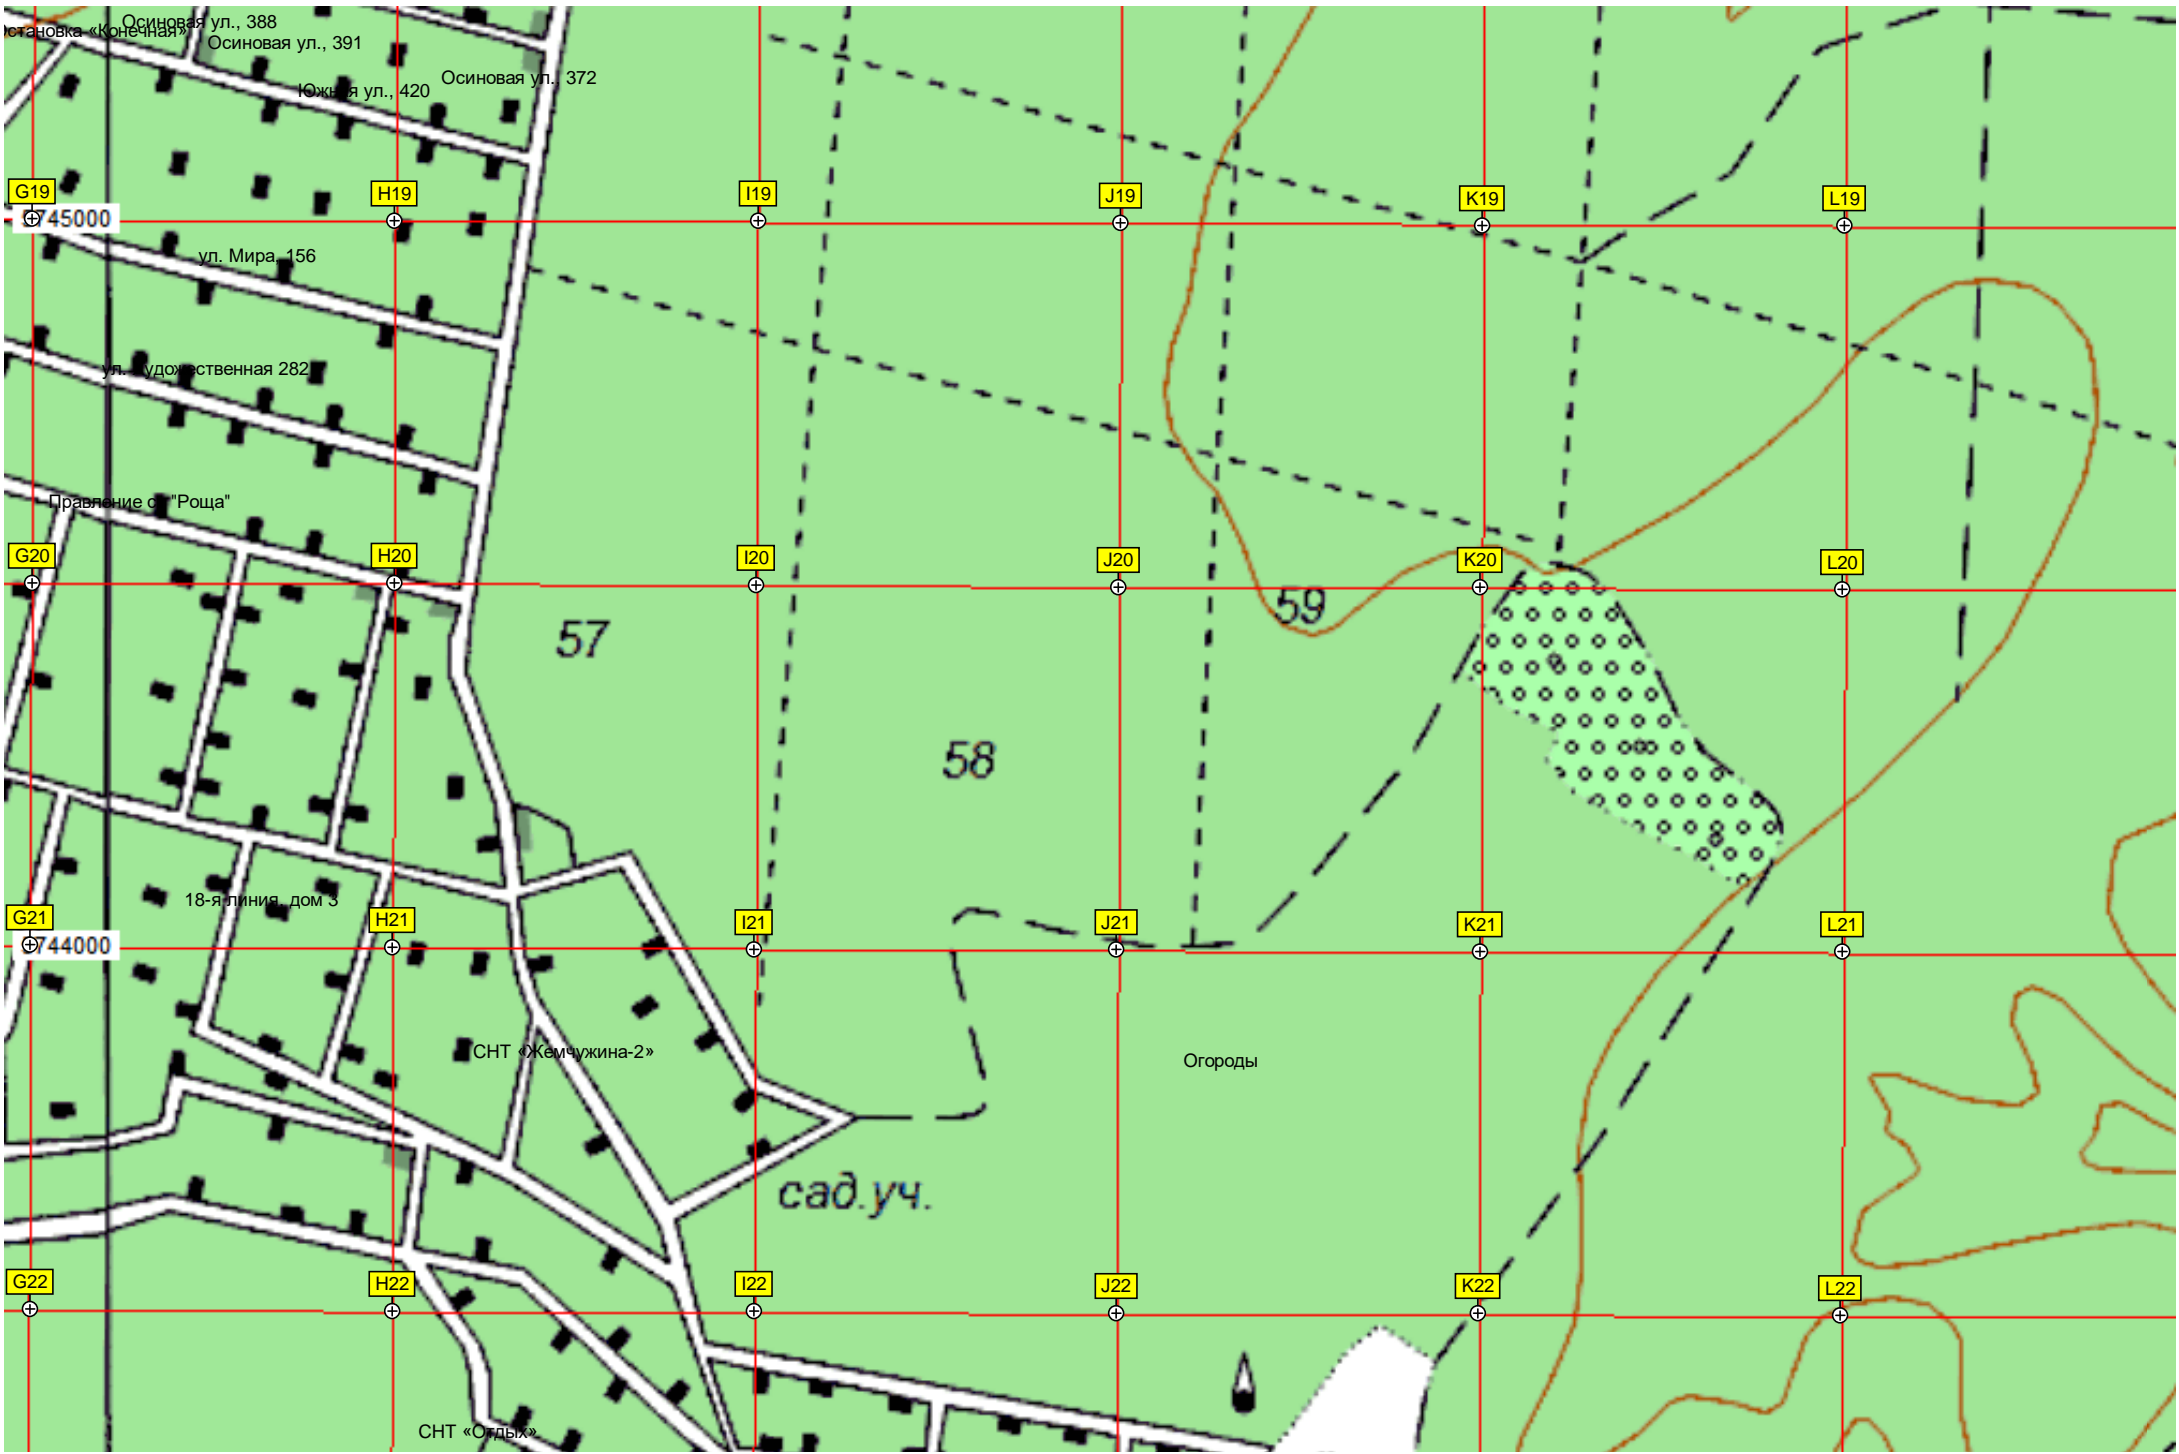 Остановка «Конечная»
Осиновая ул., 388
Осиновая ул., 391
Осиновая ул., 372
Южная ул., 420
G19
H19
I19
J19
K19
L19
5745000
ул. Мира, 156
ул. Художественная 282
Правление ст "Роща"
G20
H20
I20
J20
K20
L20
57
59
58
18-я линия, дом 3
G21
H21
I21
J21
K21
L21
5744000
СНТ «Жемчужина-2»
Огороды
сад.уч.
G22
H22
I22
J22
K22
L22
СНТ «Отдых»